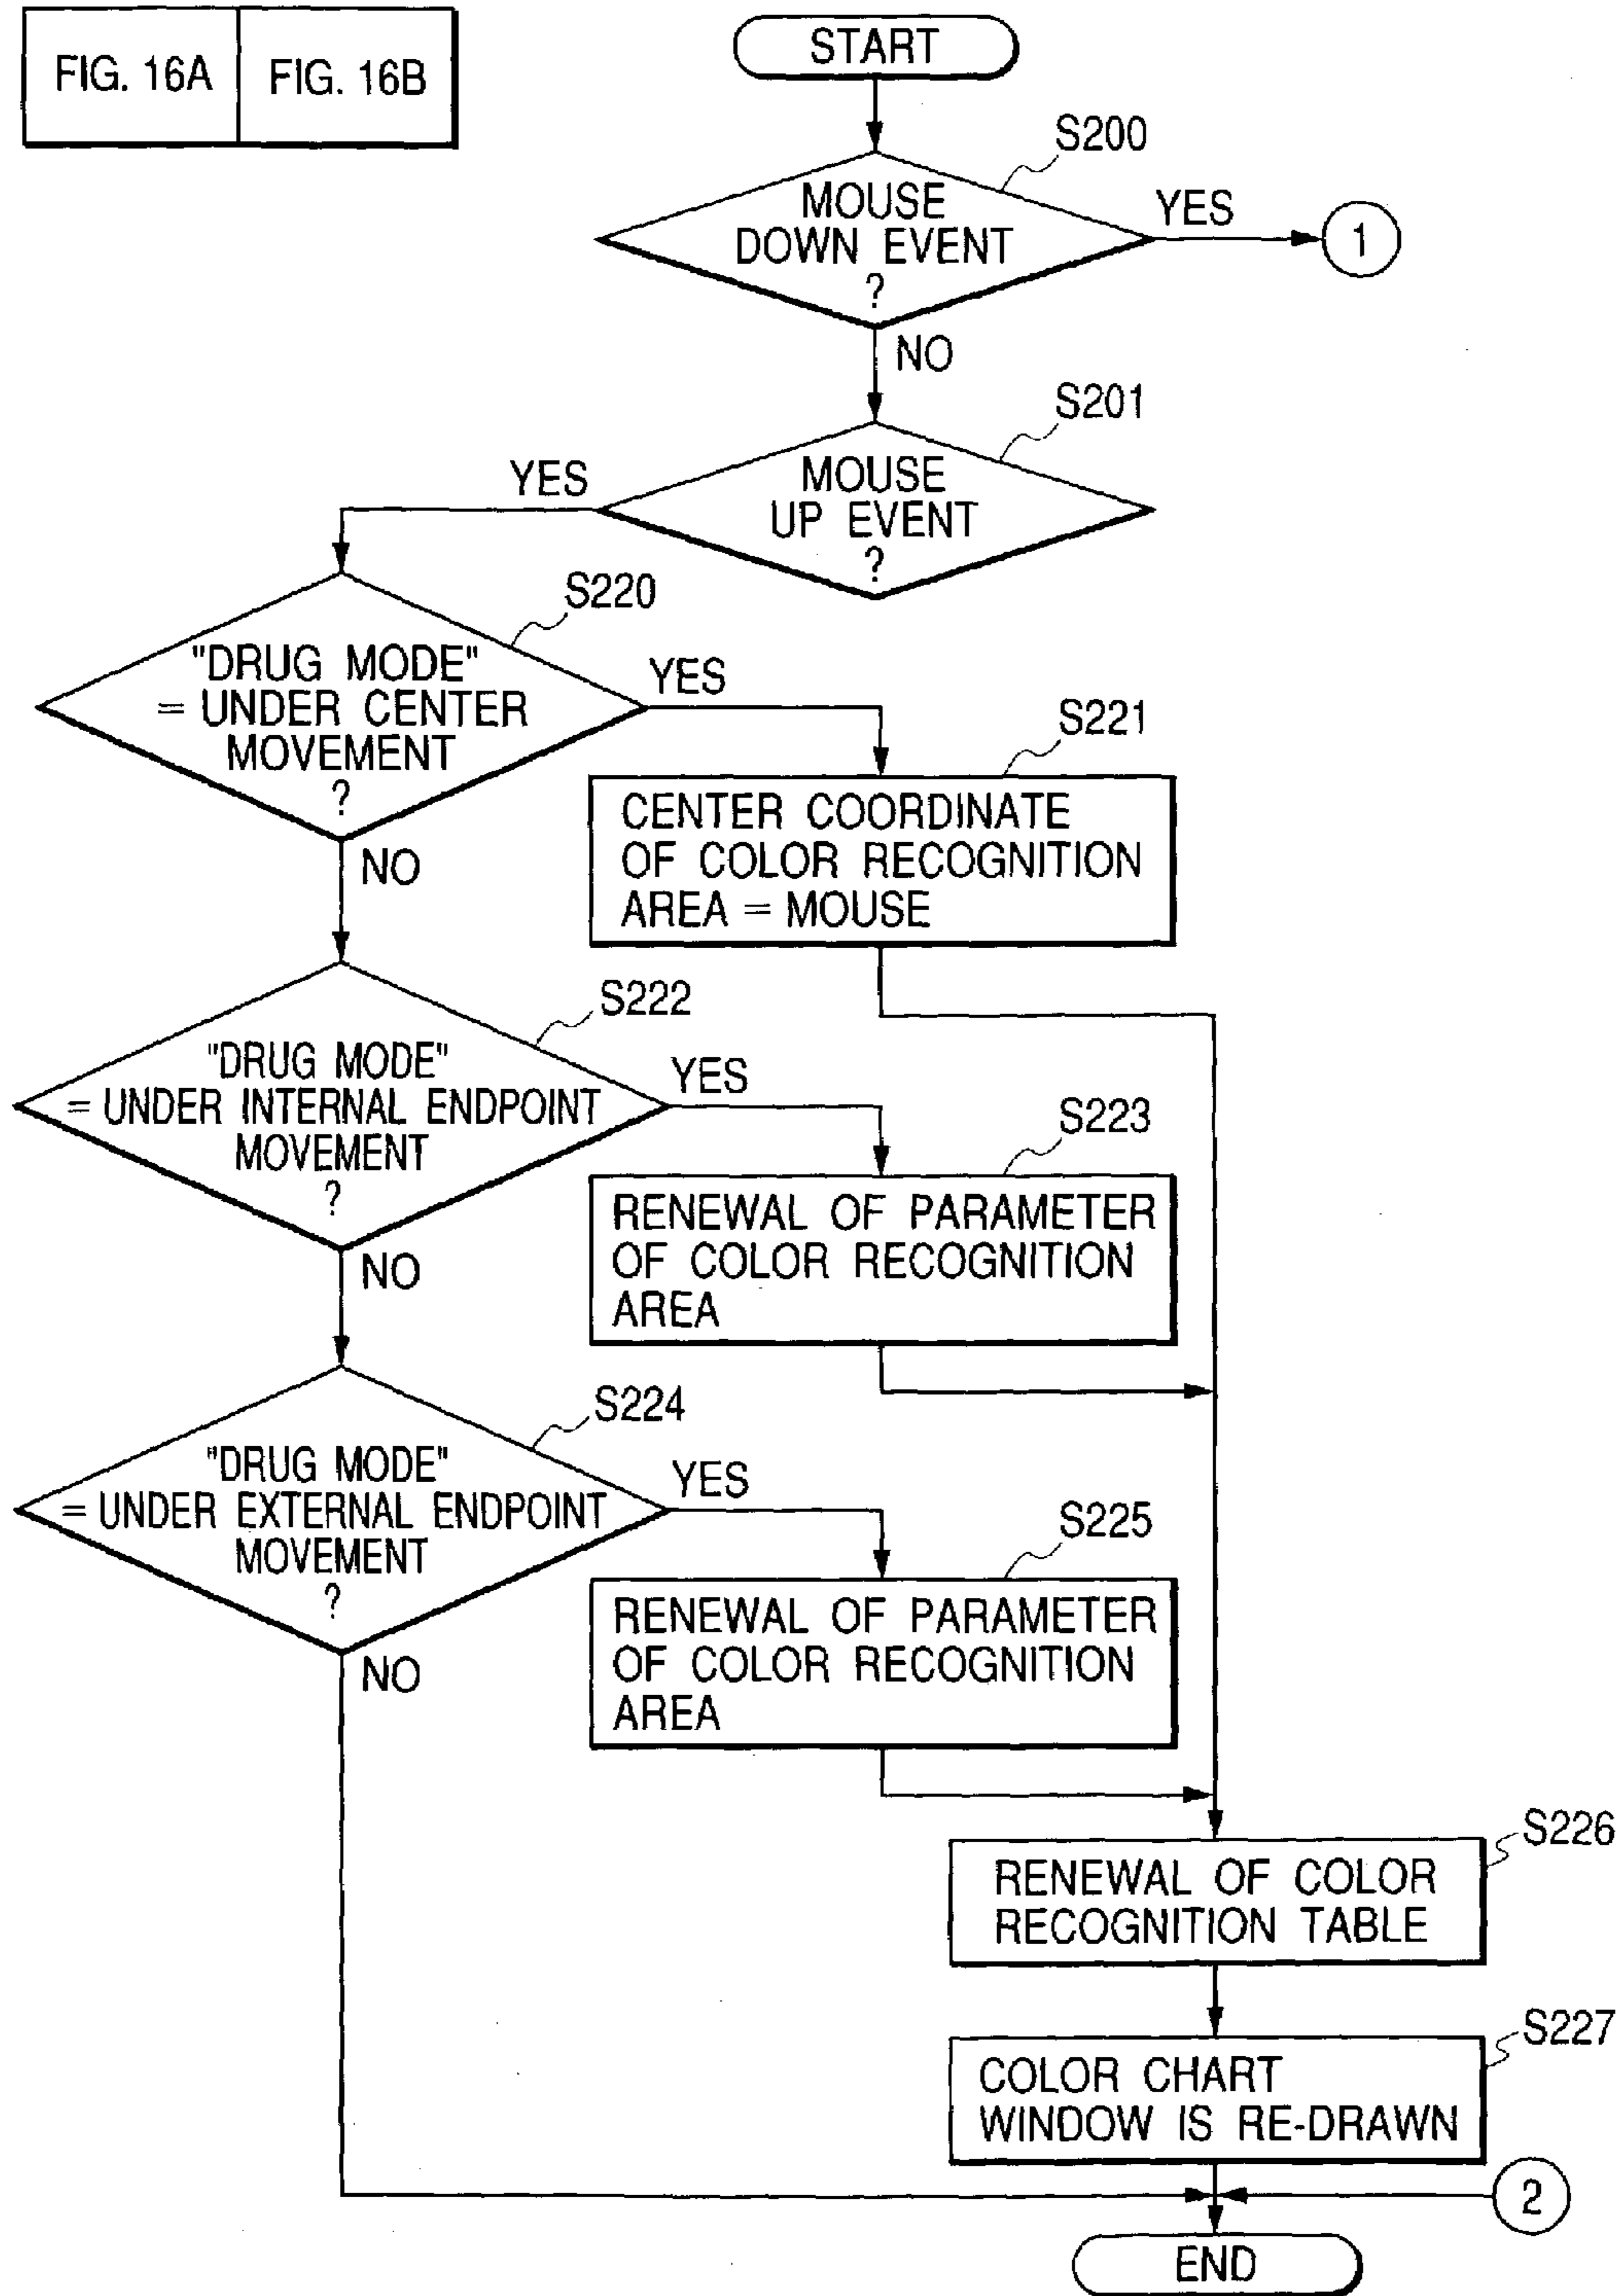 FIG. 16A
FIG. 16B
START
S200
MOUSE
DOWN EVENT
?
YES
1
NO
S201
MOUSE
UP EVENT
?
YES
S220
"DRUG MODE"
= UNDER CENTER
MOVEMENT
?
YES
S221
CENTER COORDINATE
OF COLOR RECOGNITION
AREA = MOUSE
NO
S222
"DRUG MODE"
= UNDER INTERNAL ENDPOINT
MOVEMENT
?
YES
S223
RENEWAL OF PARAMETER
OF COLOR RECOGNITION
AREA
NO
S224
"DRUG MODE"
= UNDER EXTERNAL ENDPOINT
MOVEMENT
?
YES
S225
RENEWAL OF PARAMETER
OF COLOR RECOGNITION
AREA
NO
S226
RENEWAL OF COLOR
RECOGNITION TABLE
S227
COLOR CHART
WINDOW IS RE-DRAWN
2
END